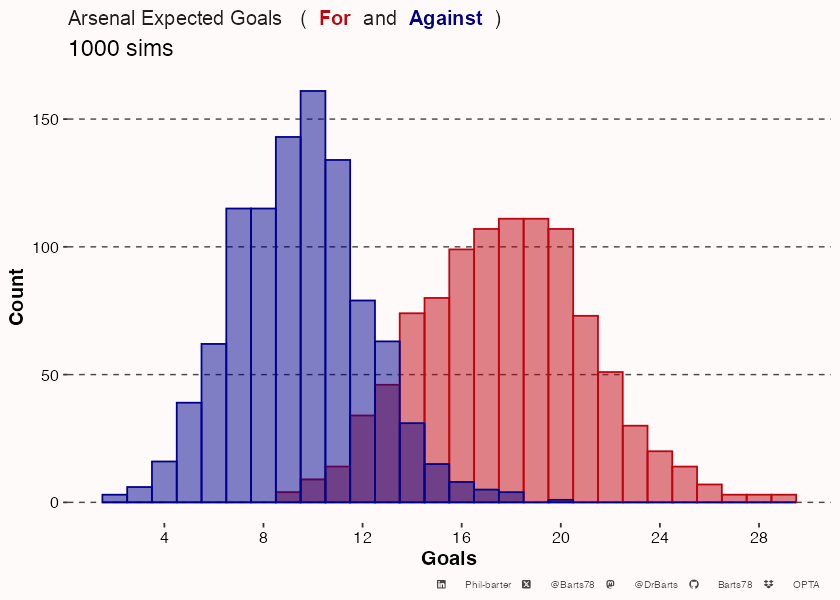 Arsenal Expected Goals ( For and Against )
1000 sims
150
100
50
0
Count
4 8 12 16 20 24 28
Goals
Phil-barter @Barts78 @DrBarts Barts78 OPTA